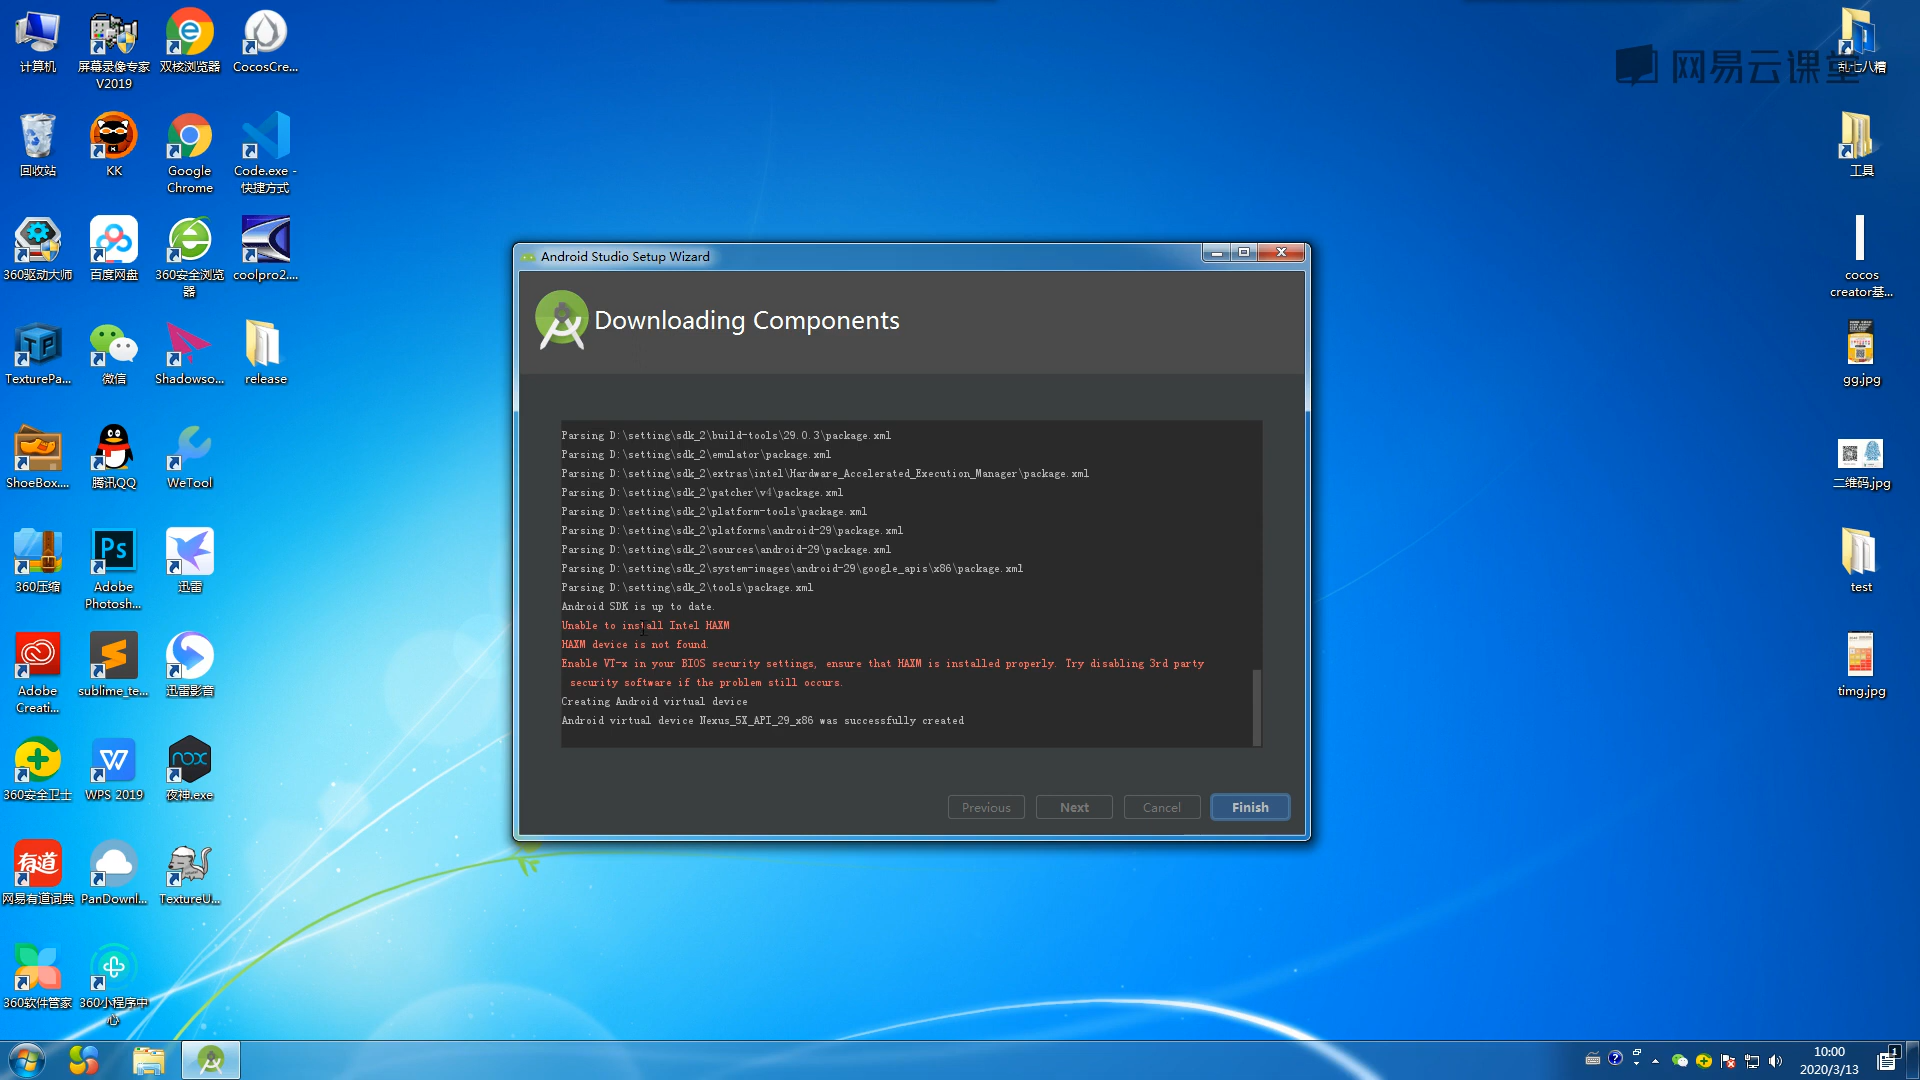 计算机
屏幕录像专家
V2019
双核浏览器
CocosCre...
回收站
KK
Google
Chrome
Code.exe -
快捷方式
360驱动大师
百度网盘
360安全浏览
器
coolpro2....
TexturePa...
微信
Shadowso...
release
ShoeBox....
腾讯QQ
WeTool
360压缩
Ps
Adobe
Photosh...
迅雷
Adobe
Creati...
sublime_te...
迅雷影音
360安全卫士
WPS 2019
nox
夜神.exe
有道
网易有道词典
PanDownl...
TextureU...
360软件管家
360小程序中
心
Android Studio Setup Wizard
Downloading Components
Parsing D:\setting\sdk_2\build-tools\29.0.3\package.xml
Parsing D:\setting\sdk_2\emulator\package.xml
Parsing D:\setting\sdk_2\extras\intel\Hardware_Accelerated_Execution_Manager\package.xml
Parsing D:\setting\sdk_2\patcher\v4\package.xml
Parsing D:\setting\sdk_2\platform-tools\package.xml
Parsing D:\setting\sdk_2\platforms\android-29\package.xml
Parsing D:\setting\sdk_2\sources\android-29\package.xml
Parsing D:\setting\sdk_2\system-images\android-29\google_apis\x86\package.xml
Parsing D:\setting\sdk_2\tools\package.xml
Android SDK is up to date.
Unable to install Intel HAXM
HAXM device is not found.
Enable VT-x in your BIOS security settings, ensure that HAXM is installed properly. Try disabling 3rd party
security software if the problem still occurs.
Creating Android virtual device
Android virtual device Nexus_5X_API_29_x86 was successfully created
Previous
Next
Cancel
Finish
网易云课堂
乱七八糟
工具
cocos
creator基...
gg.jpg
二维码.jpg
test
timg.jpg
10:00
2020/3/13
1